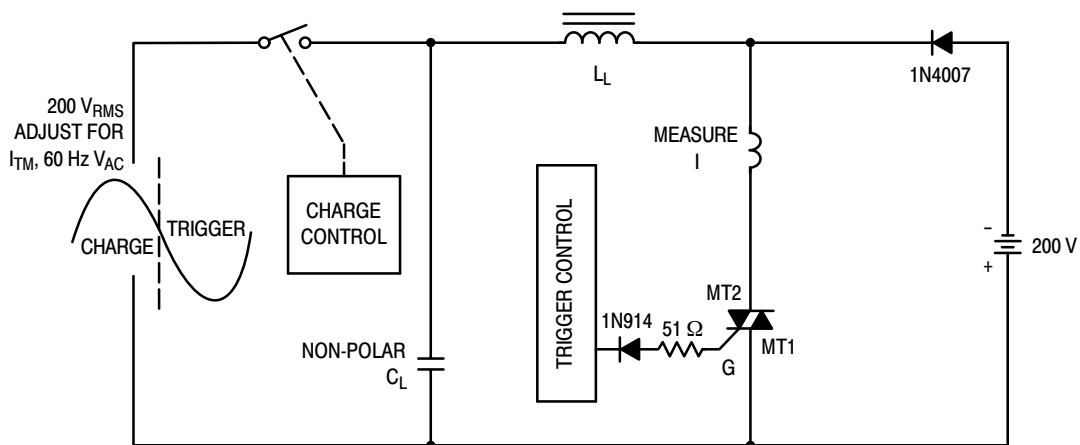 200 V_RMS
ADJUST FOR
I_TM, 60 Hz V_AC
CHARGE
TRIGGER
CHARGE
CONTROL
NON-POLAR
C_L
L_L
MEASURE
I
TRIGGER CONTROL
1N914
51 Ω
MT2
MT1
G
1N4007
-
+
200 V